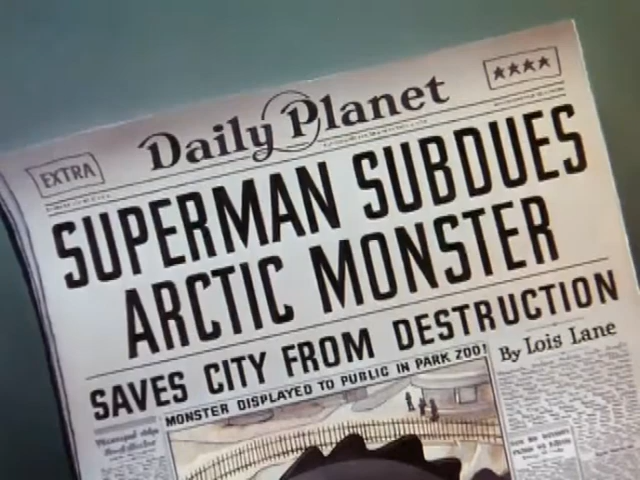 EXTRA
Daily Planet
★★★★
SUPERMAN SUBDUES
ARCTIC MONSTER
SAVES CITY FROM DESTRUCTION
MONSTER DISPLAYED TO PUBLIC IN PARK ZOO!
By Lois Lane